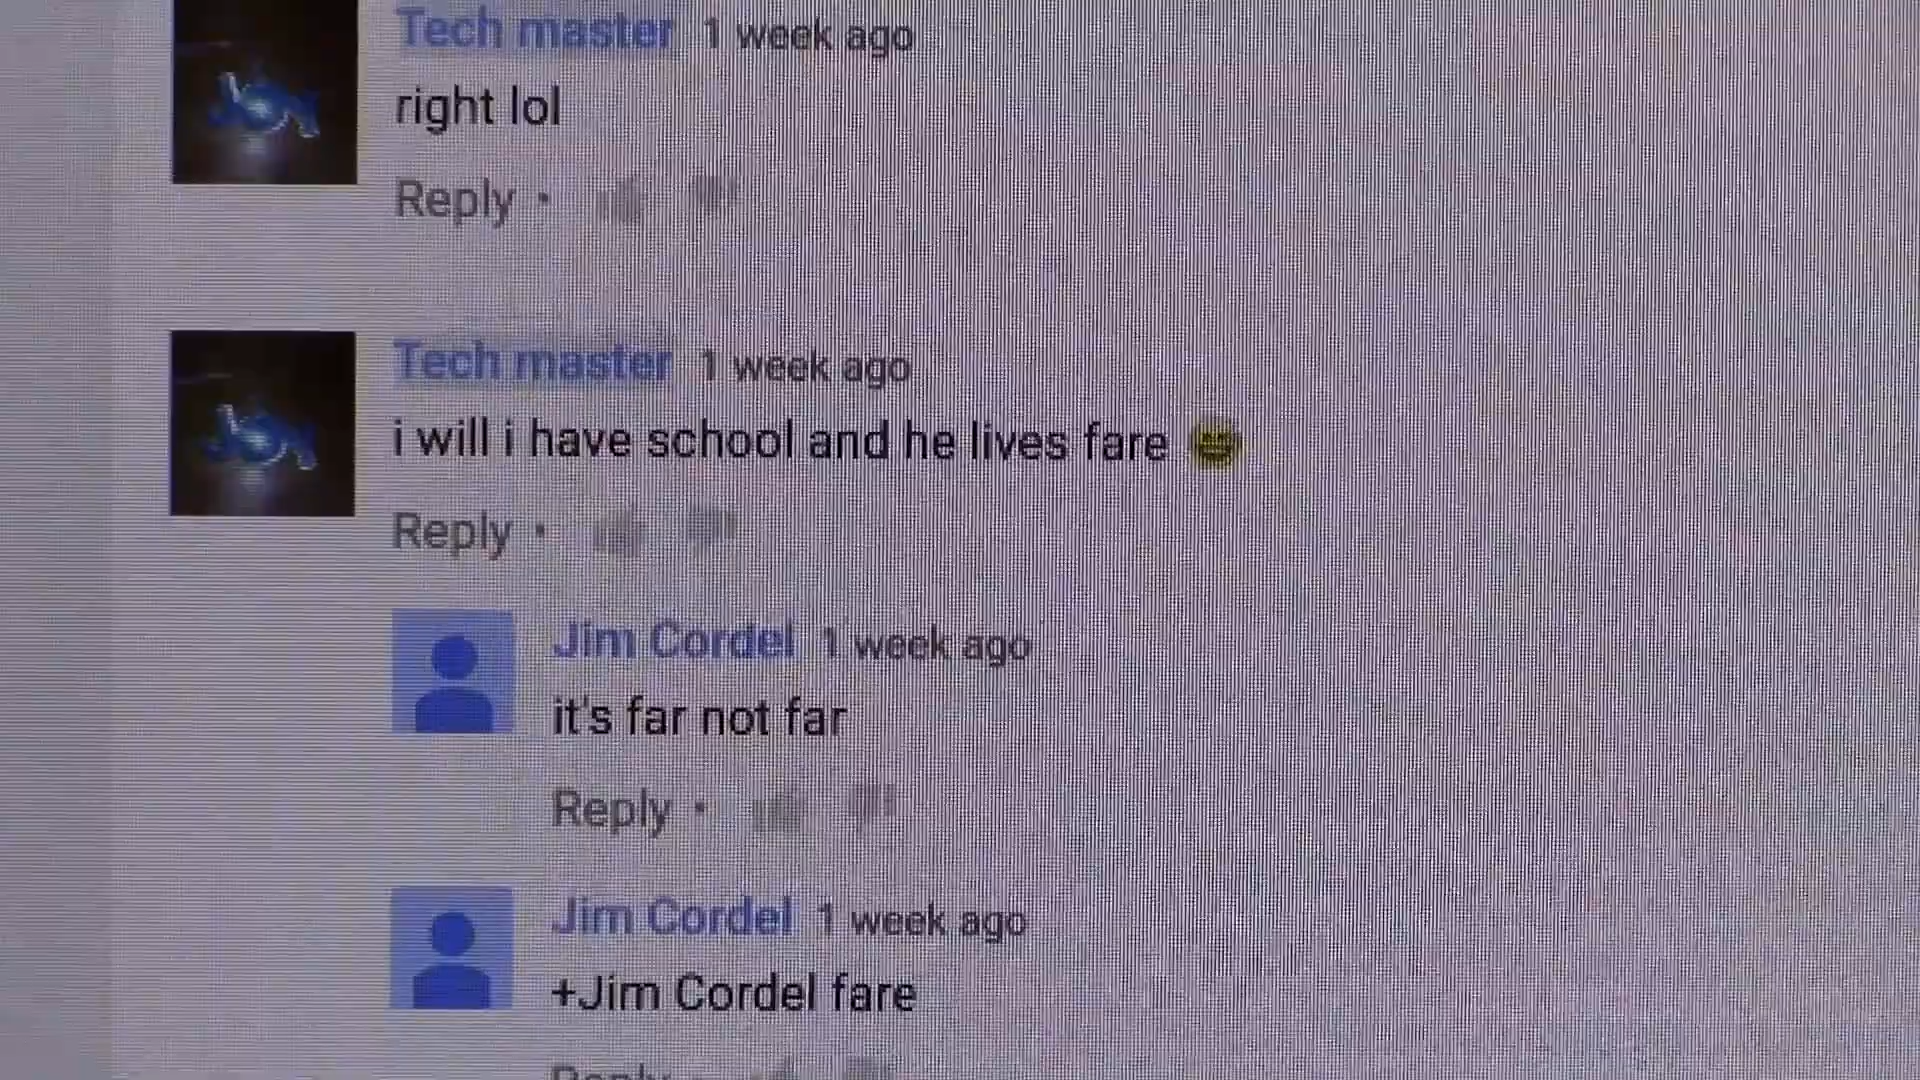 Tech master 1 week ago
right lol
Reply •
Tech master 1 week ago
i will i have school and he lives fare 😄
Reply •
Jim Cordel 1 week ago
it's far not far
Reply •
Jim Cordel 1 week ago
+Jim Cordel fare
Reply